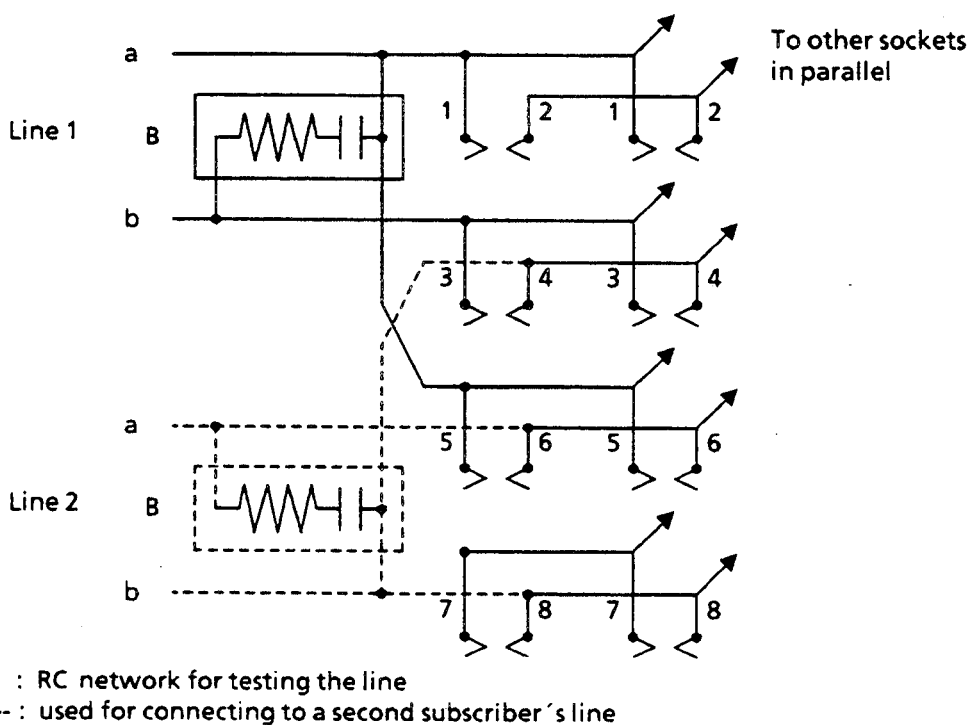 a
To other sockets
in parallel
1 2 1 2
Line 1 B
b
3 4 3 4
a
5 6 5 6
Line 2 B
b
7 8 7 8
: RC network for testing the line
-- : used for connecting to a second subscriber´s line